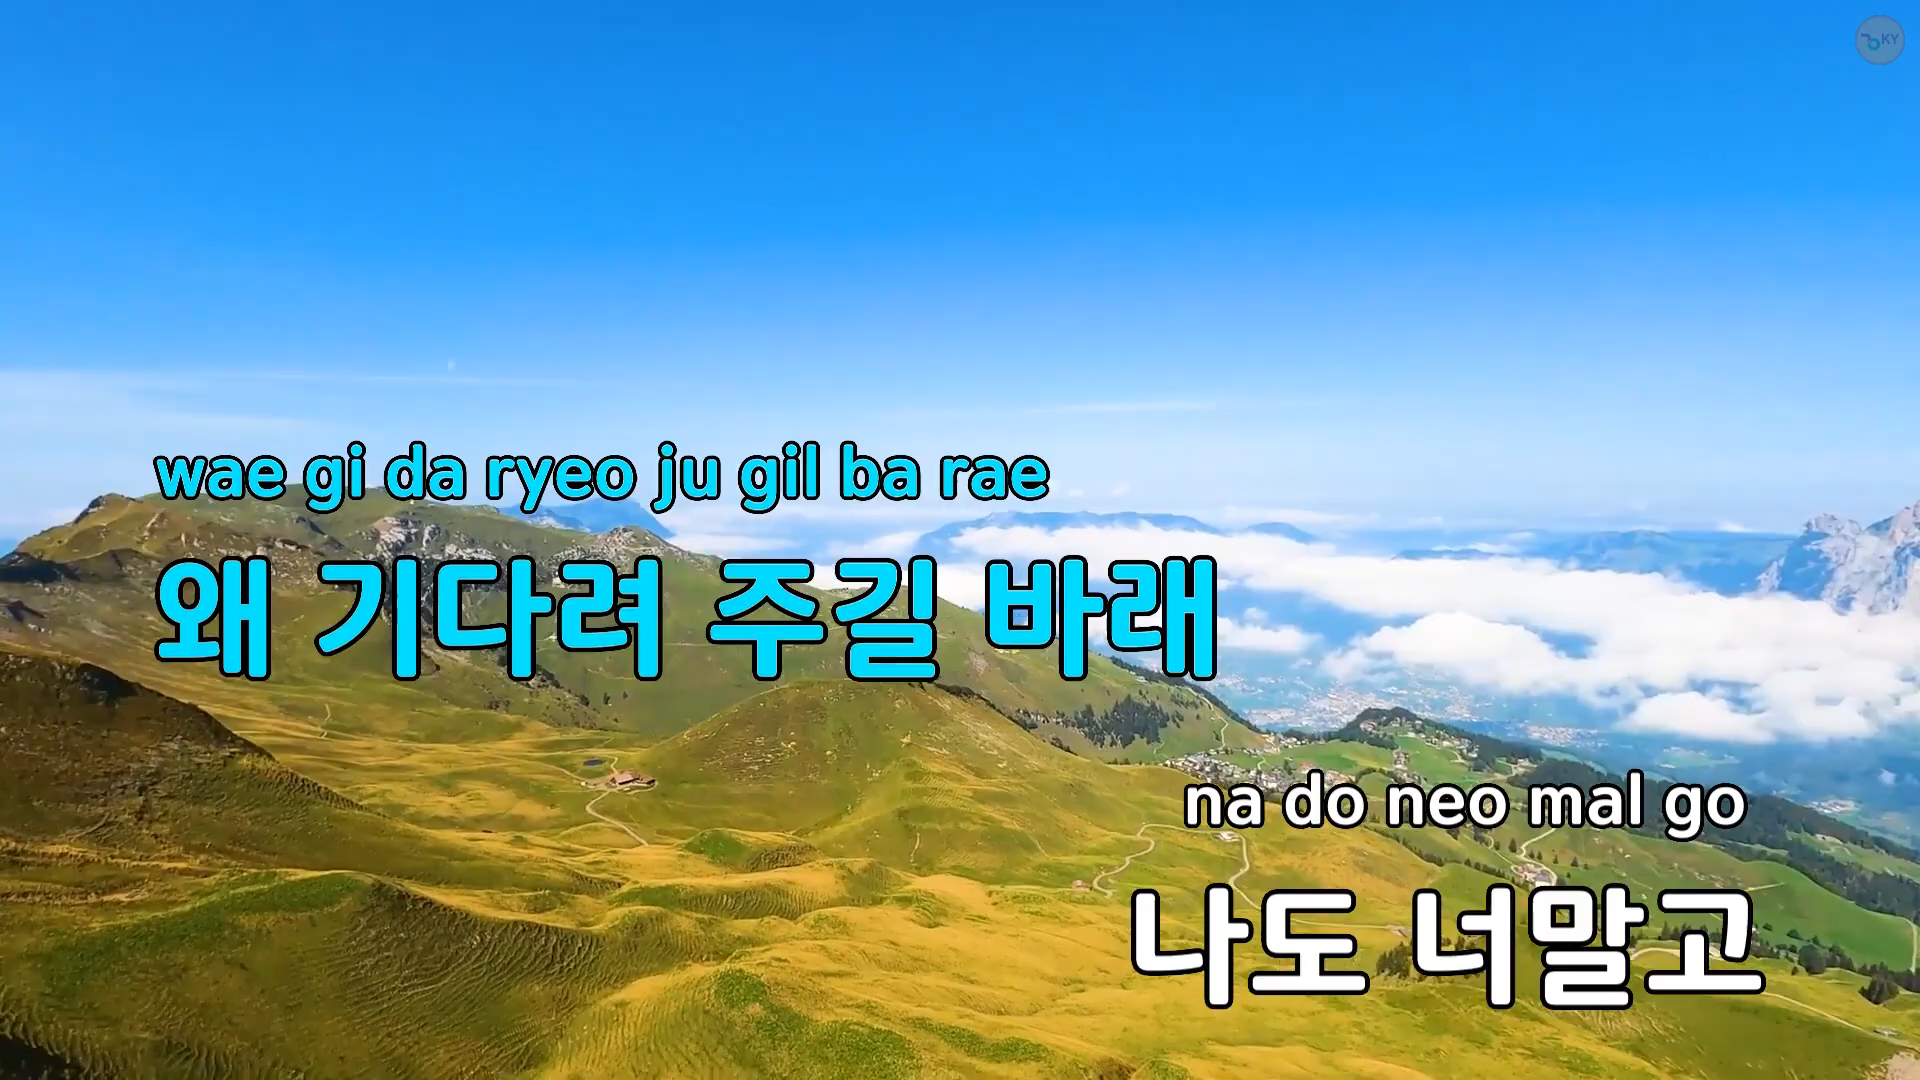 KY
wae gi da ryeo ju gil ba rae
왜 기다려 주길 바래
na do neo mal go
나도 너말고